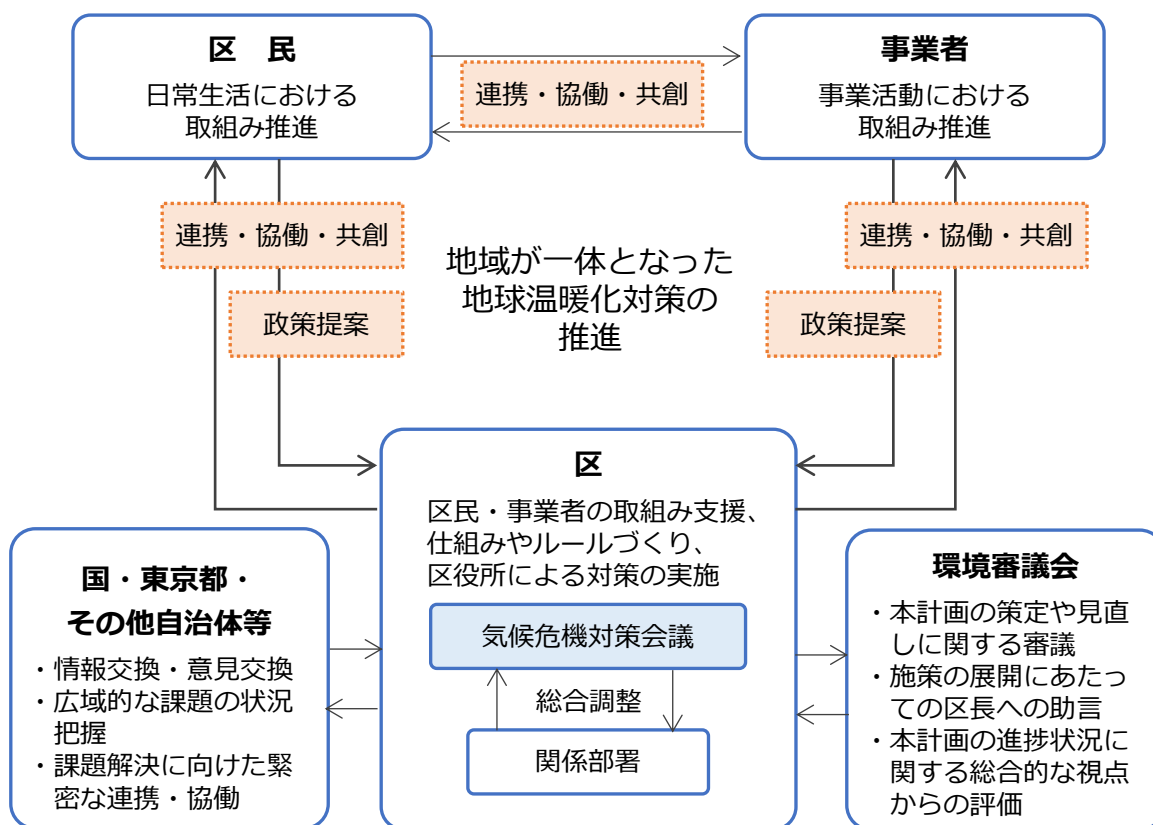 区　民
日常生活における
取組み推進
連携・協働・共創
事業者
事業活動における
取組み推進
連携・協働・共創
政策提案
地域が一体となった
地球温暖化対策の
推進
連携・協働・共創
政策提案
区
区民・事業者の取組み支援、
仕組みやルールづくり、
区役所による対策の実施
気候危機対策会議
総合調整
関係部署
国・東京都・
その他自治体等
・情報交換・意見交換
・広域的な課題の状況
把握
・課題解決に向けた緊
密な連携・協働
環境審議会
・本計画の策定や見直
しに関する審議
・施策の展開にあたっ
ての区長への助言
・本計画の進捗状況に
関する総合的な視点
からの評価